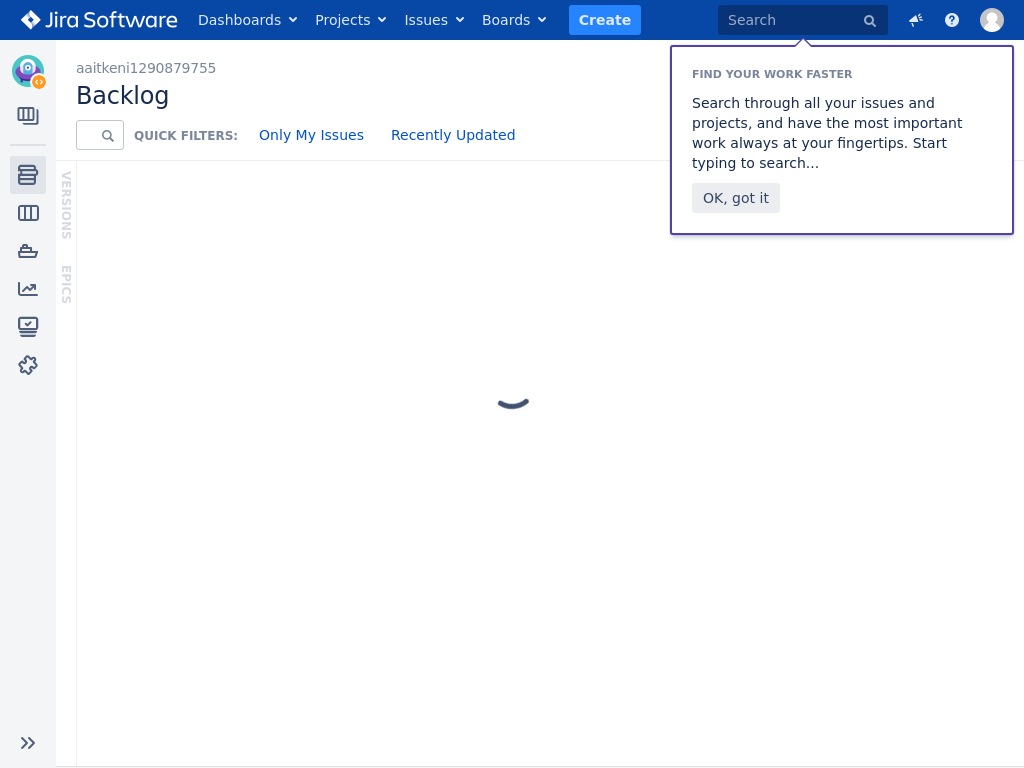 Jira Software
Dashboards Projects Issues Boards Create Search
aaitkeni1290879755
Backlog
QUICK FILTERS: Only My Issues Recently Updated
FIND YOUR WORK FASTER
Search through all your issues and
projects, and have the most important
work always at your fingertips. Start
typing to search...
OK, got it
VERSIONS
EPICS